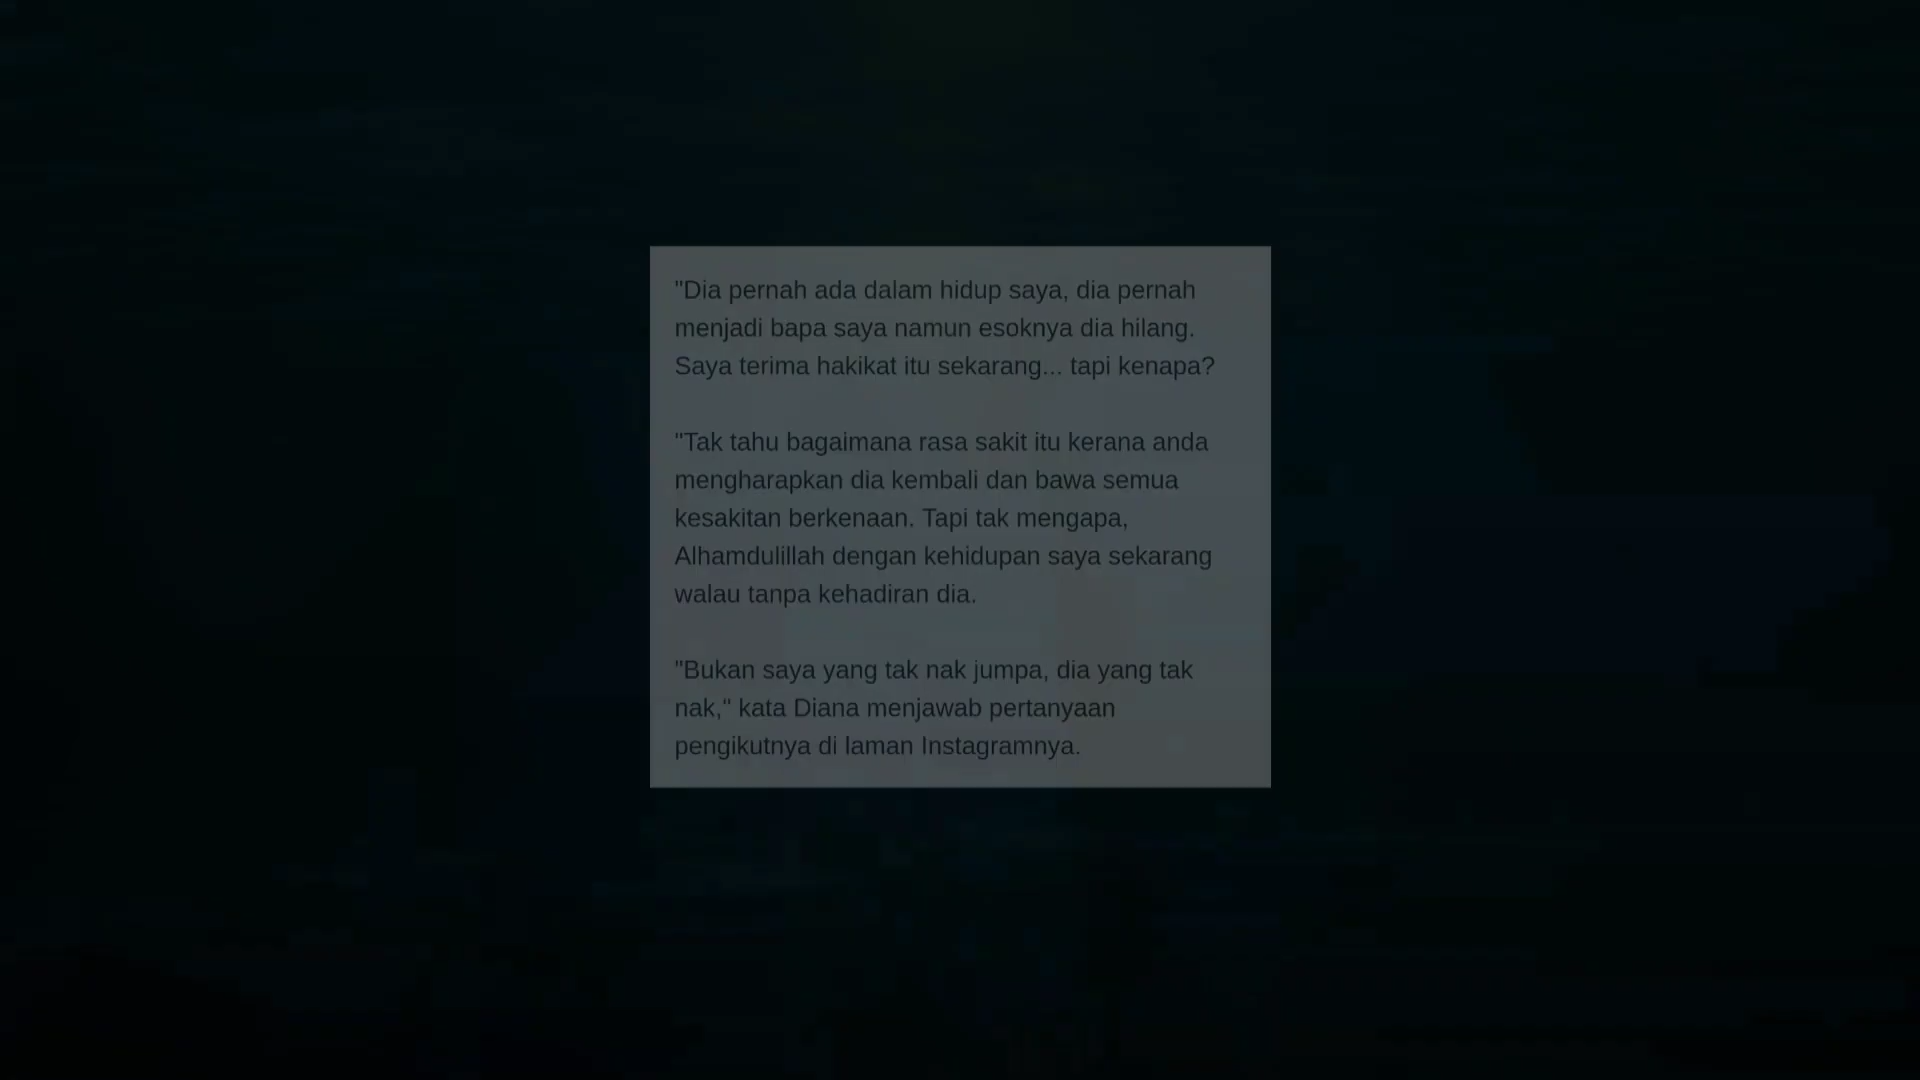 "Dia pernah ada dalam hidup saya, dia pernah
menjadi bapa saya namun esoknya dia hilang.
Saya terima hakikat itu sekarang... tapi kenapa?
"Tak tahu bagaimana rasa sakit itu kerana anda
mengharapkan dia kembali dan bawa semua
kesakitan berkenaan. Tapi tak mengapa,
Alhamdulillah dengan kehidupan saya sekarang
walau tanpa kehadiran dia.
"Bukan saya yang tak nak jumpa, dia yang tak
nak," kata Diana menjawab pertanyaan
pengikutnya di laman Instagramnya.